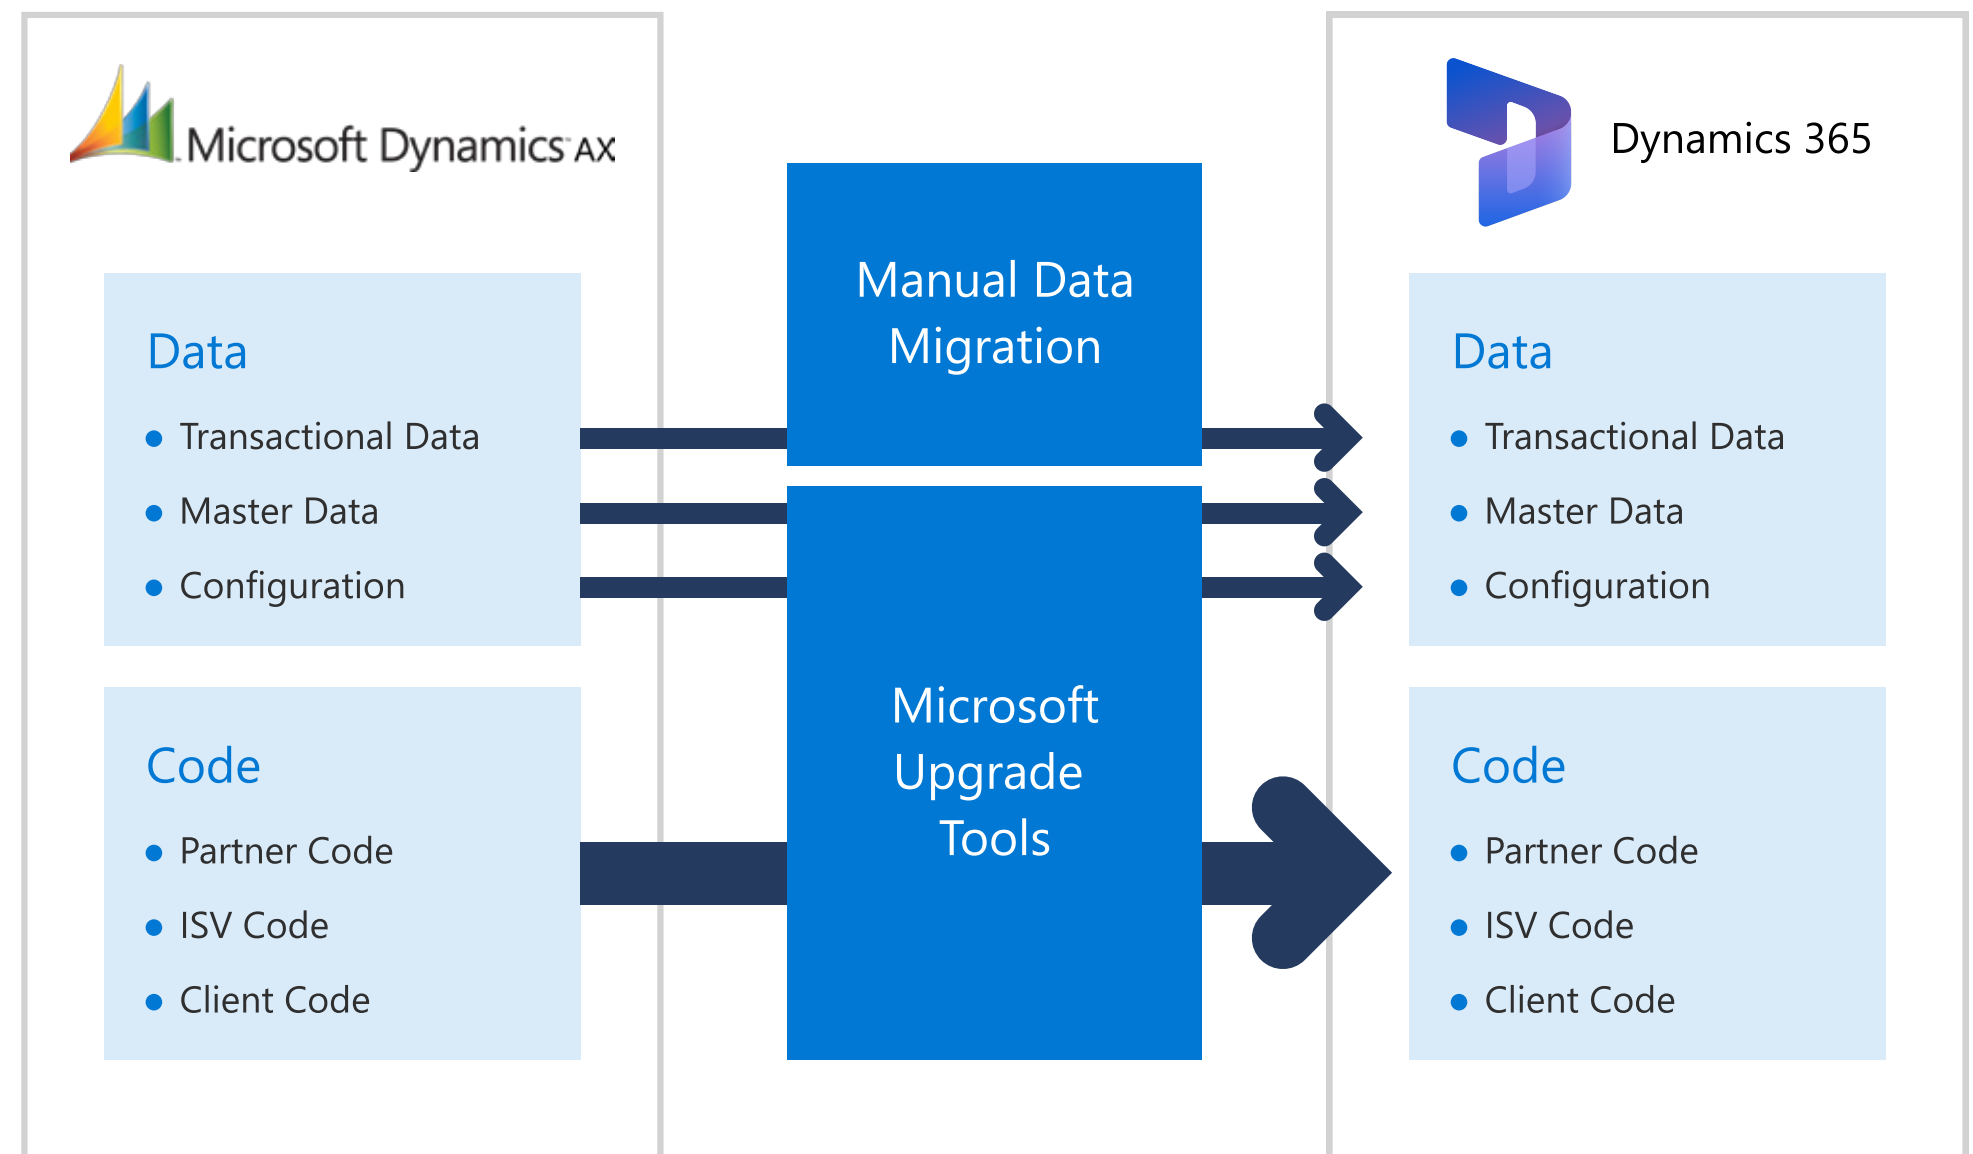 Microsoft Dynamics AX
Data
Transactional Data
Master Data
Configuration
Code
Partner Code
ISV Code
Client Code
Manual Data
Migration
Microsoft
Upgrade
Tools
Dynamics 365
Data
Transactional Data
Master Data
Configuration
Code
Partner Code
ISV Code
Client Code